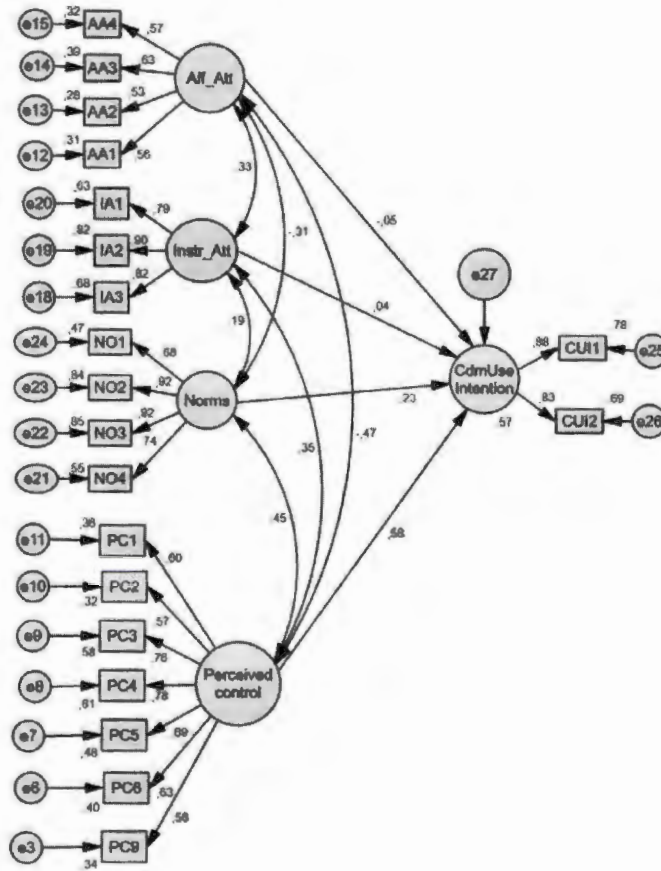 ,32
e15 AA4 ,57
,39
e14 AA3 ,63
Aff_Att
,28
e13 AA2 ,53
,31
e12 AA1 ,56
,33
,63
e20 IA1 ,79
-,31
-,05
,82
e19 IA2 ,90
Instr_Att
e27
,68
e18 IA3 ,82
,04
,19
,47
e24 NO1 ,68
,88 CUI1 ,78 e25
,84
e23 NO2 ,92
Norms
CdmUse
Intention
,23
,83 ,69
,85
e22 NO3 ,92
,57
CUI2 e26
,35 -,47
,55
e21 NO4 ,74
,45
,58
,36
e11 PC1 ,60
e10 PC2
,32
,57
e9 PC3
,58
,76
e8 PC4 ,78
,61
Perceived
control
e7 PC5 ,69
,48
e6 PC6 ,63
,40
,58
e3 PC9
,34